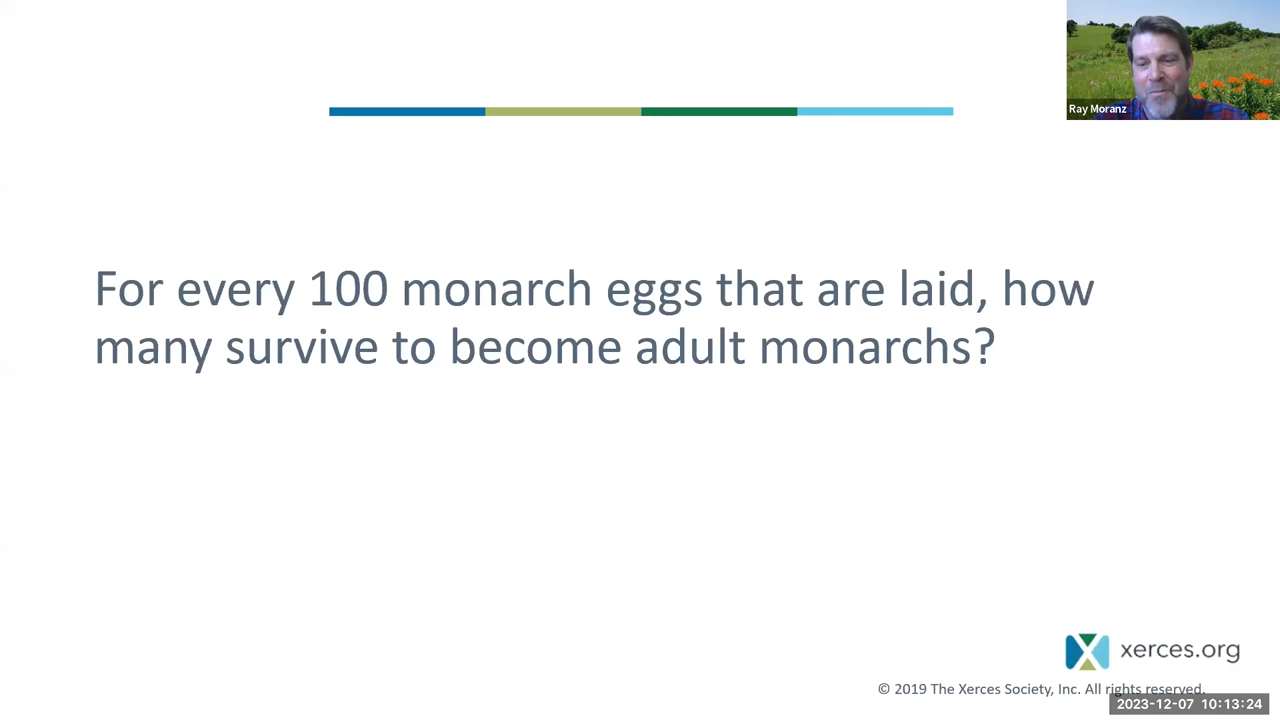 Ray Moranz
For every 100 monarch eggs that are laid, how
many survive to become adult monarchs?
xerces.org
© 2019 The Xerces Society, Inc. All rights reserved.
2023-12-07 10:13:24